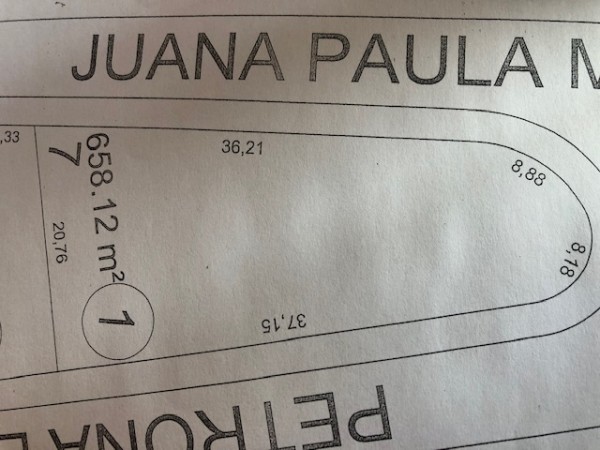 JUANA PAULA M
,33
36,21
8,88
658.12 m²
7
20,76
8,18
1
37,15
PETRONA